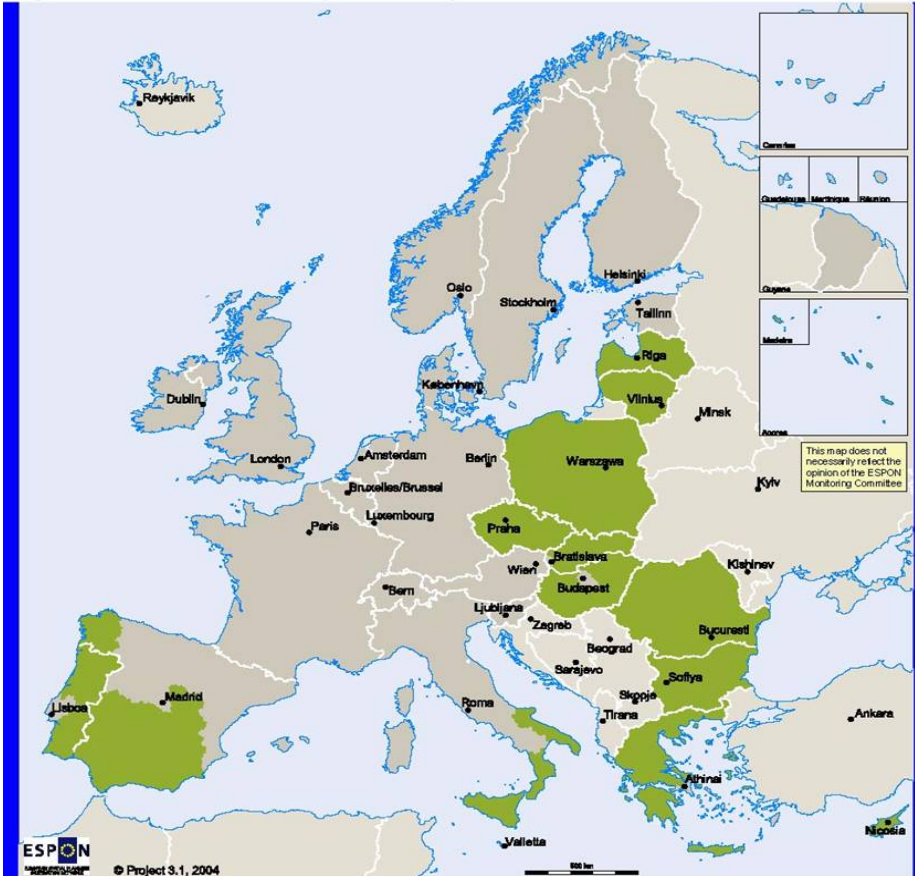 Reykjavik
Canarias
Guadeloupe
Martinique
Réunion
Guyane
Helsinki
Oslo
Tallinn
Stockholm
Madeira
Riga
København
Vilnius
Dublin
Minsk
Acores
London
Amsterdam
Berlin
Warszawa
This map does not
necessarily reflect the
opinion of the ESPON
Monitoring Committee
Bruxelles/Brussel
Kyiv
Luxembourg
Paris
Praha
Bratislava
Wien
Kishinev
Budapest
Bern
Ljubljana
Zagreb
Bucuresti
Beograd
Sarajevo
Sofiya
Madrid
Skopje
Lisboa
Roma
Tirana
Ankara
Athinai
Nicosia
Valletta
ESPON
© Project 3.1, 2004
500 km